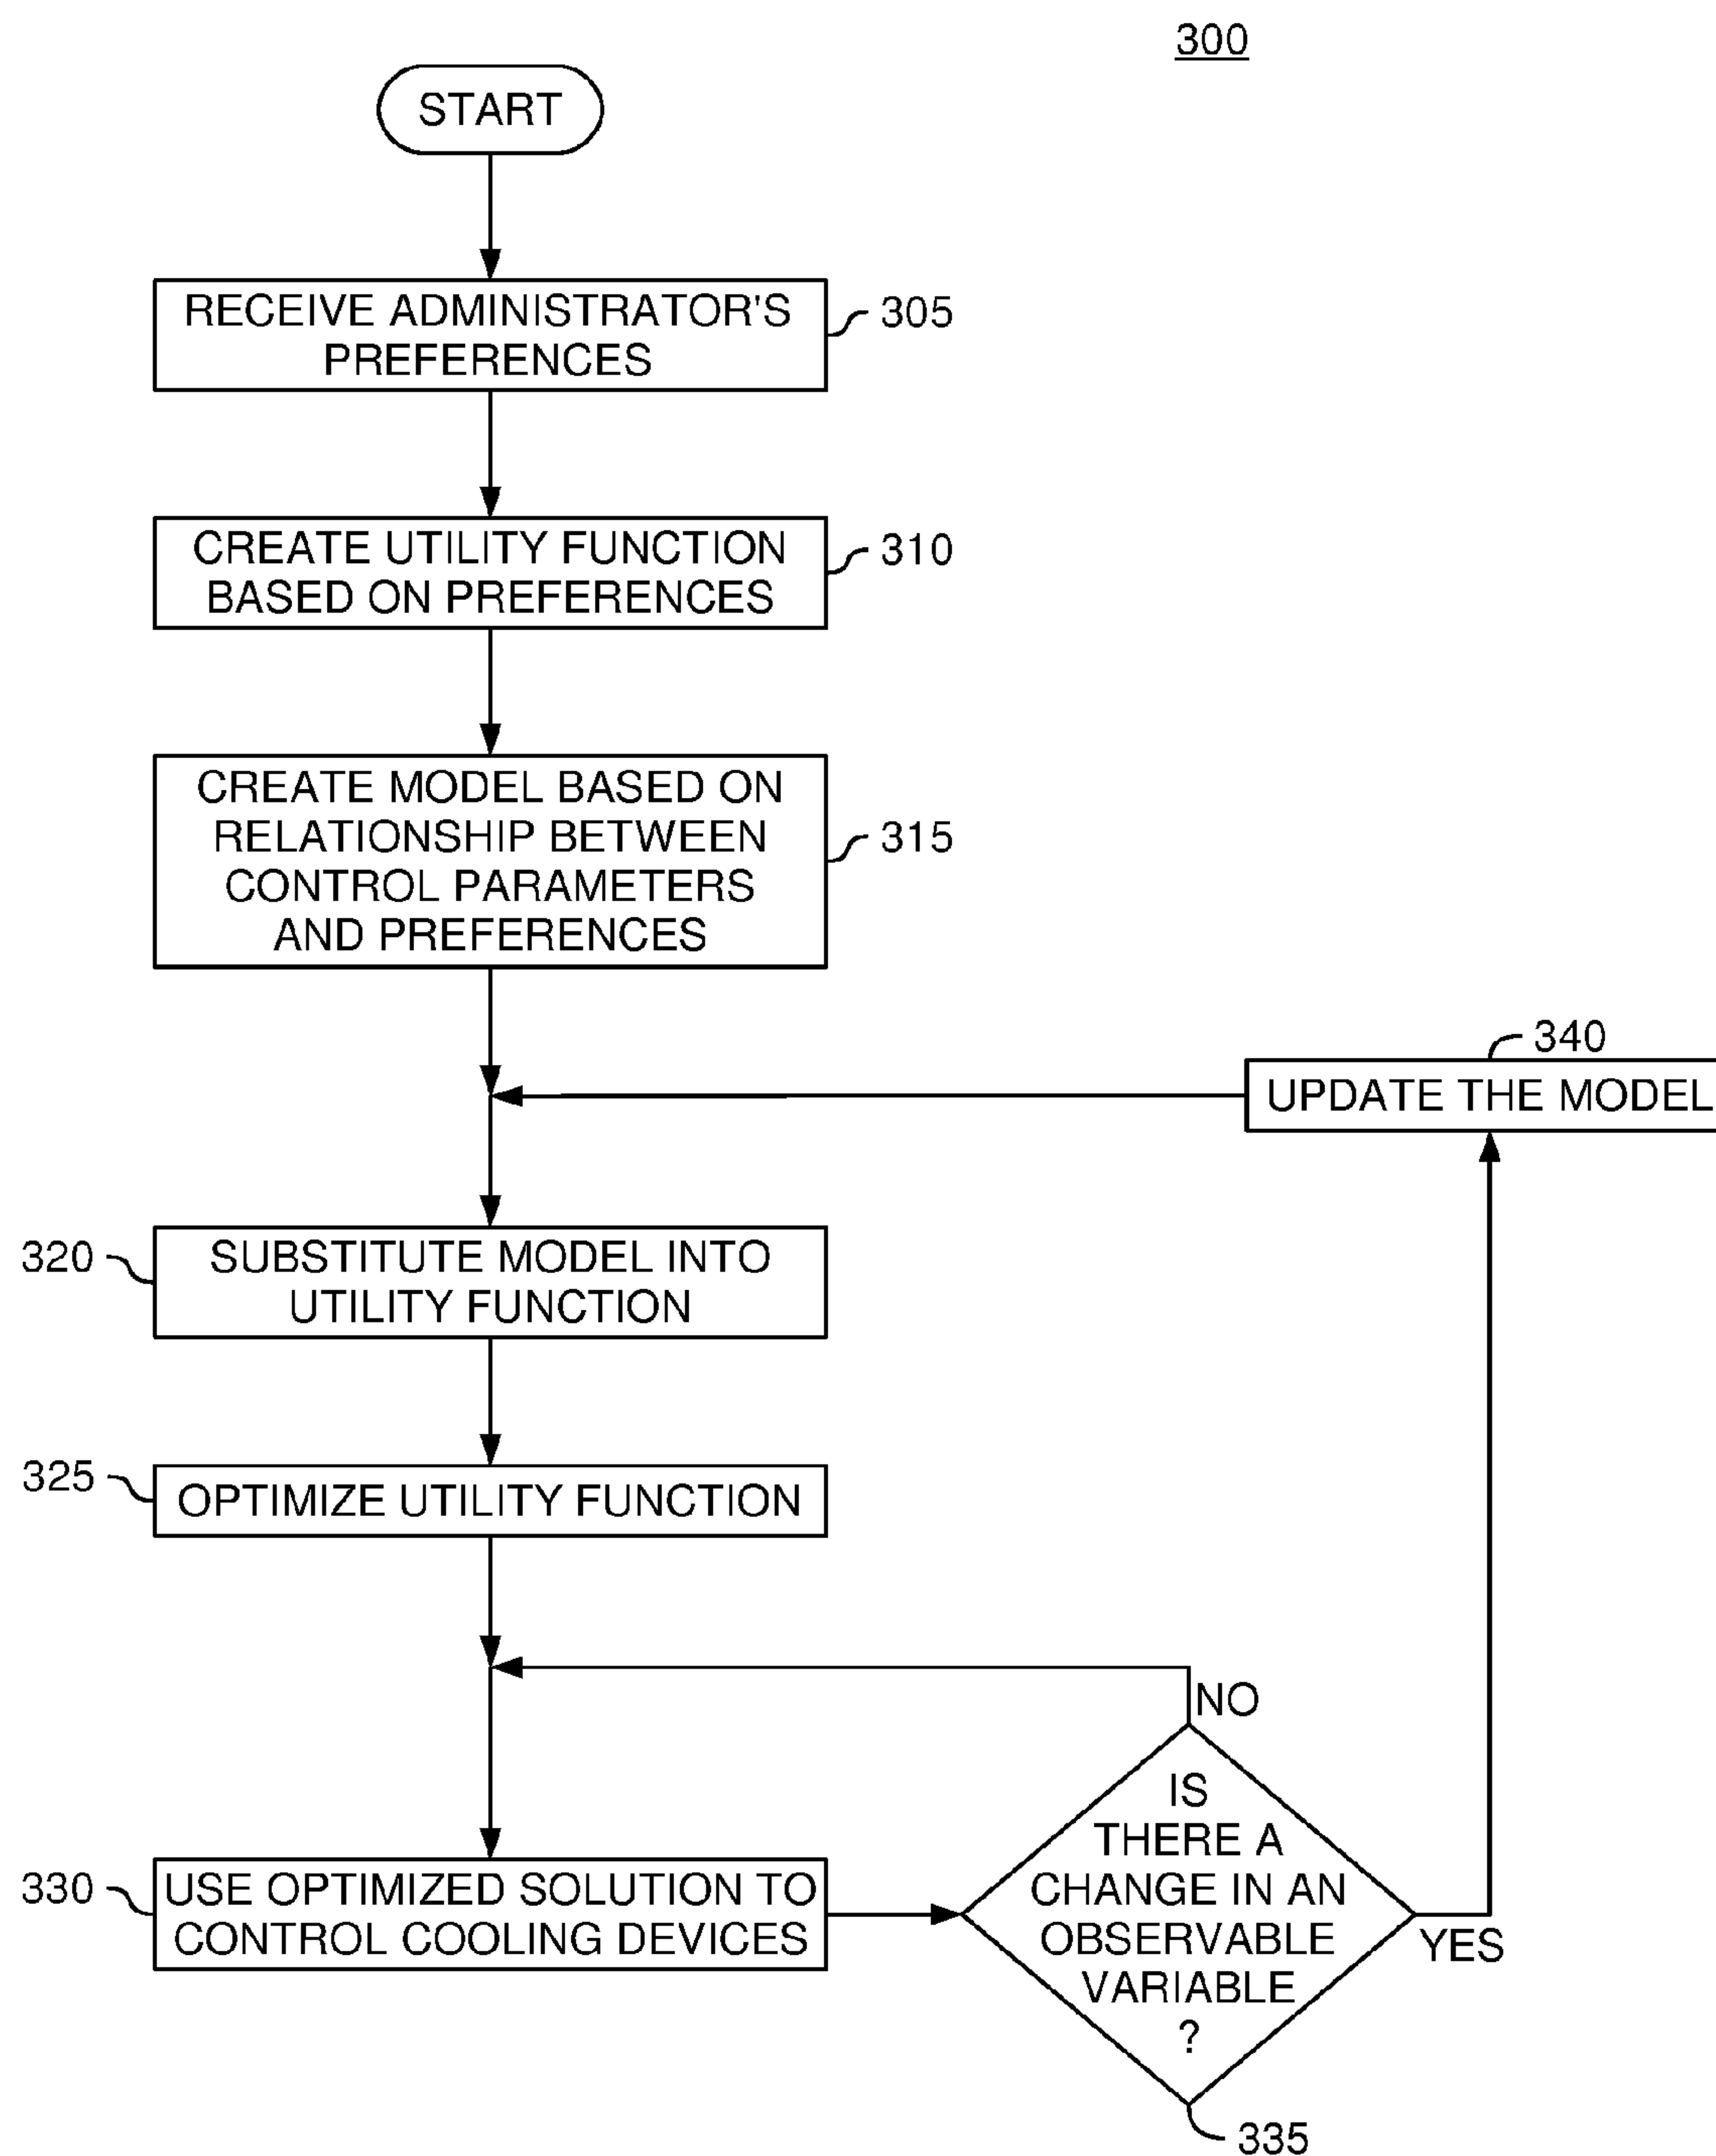 300
START
RECEIVE ADMINISTRATOR'S
PREFERENCES
305
CREATE UTILITY FUNCTION
BASED ON PREFERENCES
310
CREATE MODEL BASED ON
RELATIONSHIP BETWEEN
CONTROL PARAMETERS
AND PREFERENCES
315
340
UPDATE THE MODEL
320
SUBSTITUTE MODEL INTO
UTILITY FUNCTION
325
OPTIMIZE UTILITY FUNCTION
NO
330
USE OPTIMIZED SOLUTION TO
CONTROL COOLING DEVICES
IS
THERE A
CHANGE IN AN
OBSERVABLE
VARIABLE
?
YES
335